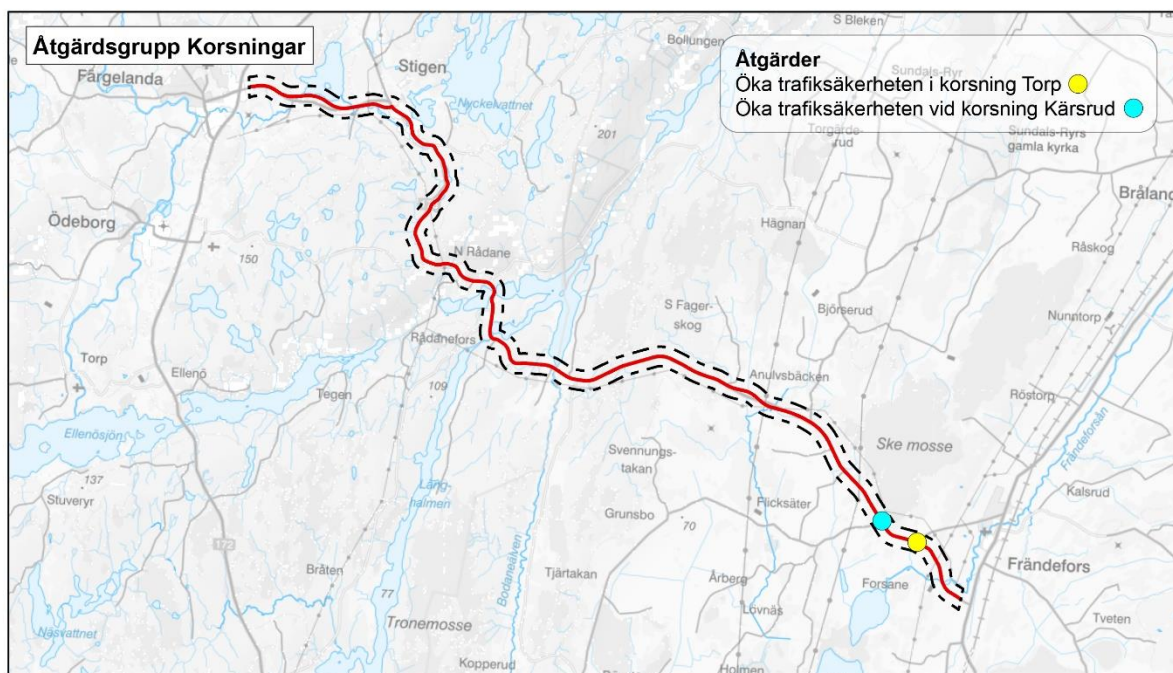 Åtgärdsgrupp Korsningar
Åtgärder
Öka trafiksäkerheten i korsning Torp
Öka trafiksäkerheten vid korsning Kärsrud
S Bleken
Bollungen
Sundals-Ryr
Färgelanda
Stigen
Nyckelvattnet
201
Torgärde-
rud
Sundals-Ryrs
gamla kyrka
Bråland
Ödeborg
Hägnan
Råskog
150
N Rådane
S Fager-
skog
Björserud
Nunntorp
Rådanefors
Torp
Ellenö
Tegen
109
Anulvsbäcken
Röstorp
Frändeforsån
Ellenösjön
Ske mosse
137
Stuveryr
Svennungs-
takan
Lång-
halmen
Flicksäter
Kalsrud
Grunsbo
70
172
Bråten
77
Bodaneälven
Tjärtakan
Årberg
Forsane
Frändefors
Lövnäs
Tveten
Näsvattnet
Tronemosse
Kopperud
Holmen